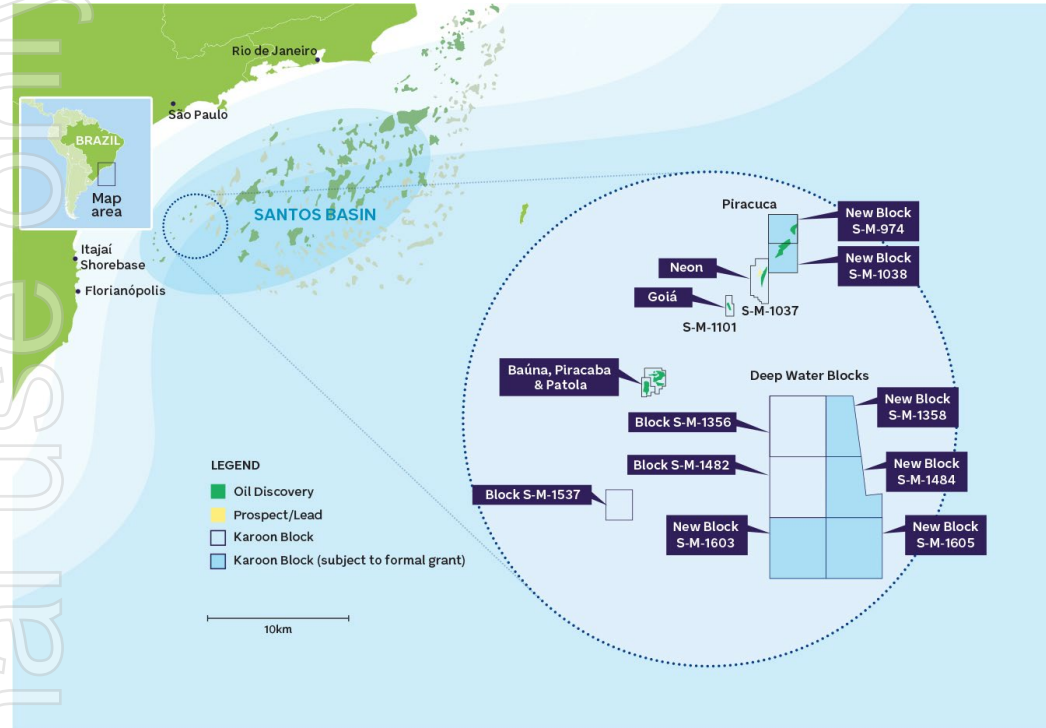 Rio de Janeiro
São Paulo
BRAZIL
Map
area
SANTOS BASIN
Itajaí
Shorebase
Florianópolis
Piracuca
New Block
S-M-974
New Block
S-M-1038
Neon
Goiá
S-M-1037
S-M-1101
Baúna, Piracaba
& Patola
Deep Water Blocks
New Block
S-M-1358
Block S-M-1356
Block S-M-1482
New Block
S-M-1484
Block S-M-1537
New Block
S-M-1603
New Block
S-M-1605
LEGEND
Oil Discovery
Prospect/Lead
Karoon Block
Karoon Block (subject to formal grant)
10km
use